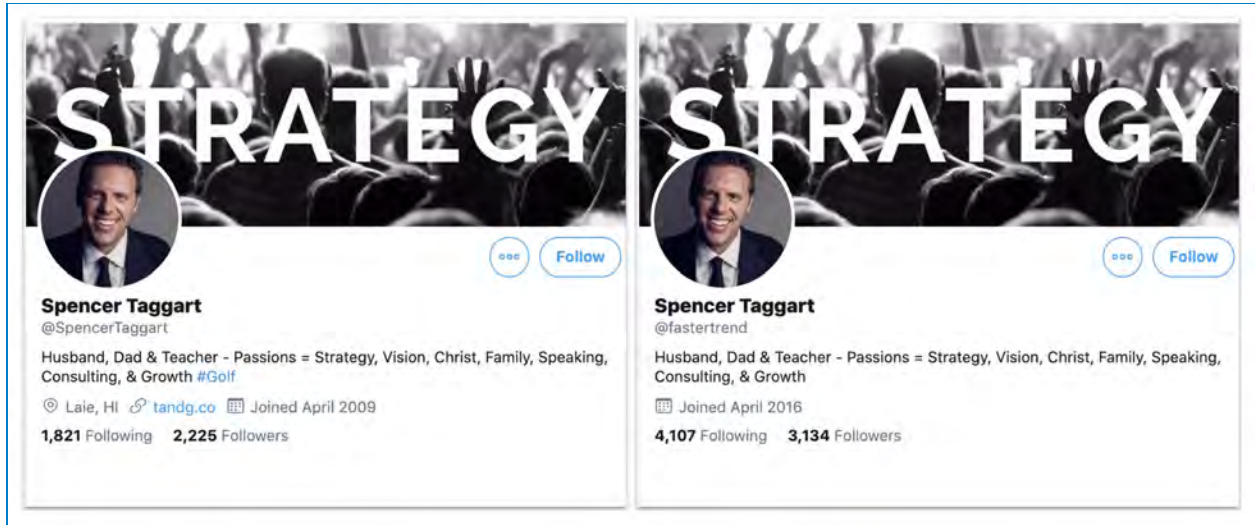 STRATEGY
Follow
Spencer Taggart
@SpencerTaggart
Husband, Dad & Teacher - Passions = Strategy, Vision, Christ, Family, Speaking,
Consulting, & Growth #Golf
Laie, HI tandg.co Joined April 2009
1,821 Following 2,225 Followers
STRATEGY
Follow
Spencer Taggart
@fastertrend
Husband, Dad & Teacher - Passions = Strategy, Vision, Christ, Family, Speaking,
Consulting, & Growth
Joined April 2016
4,107 Following 3,134 Followers